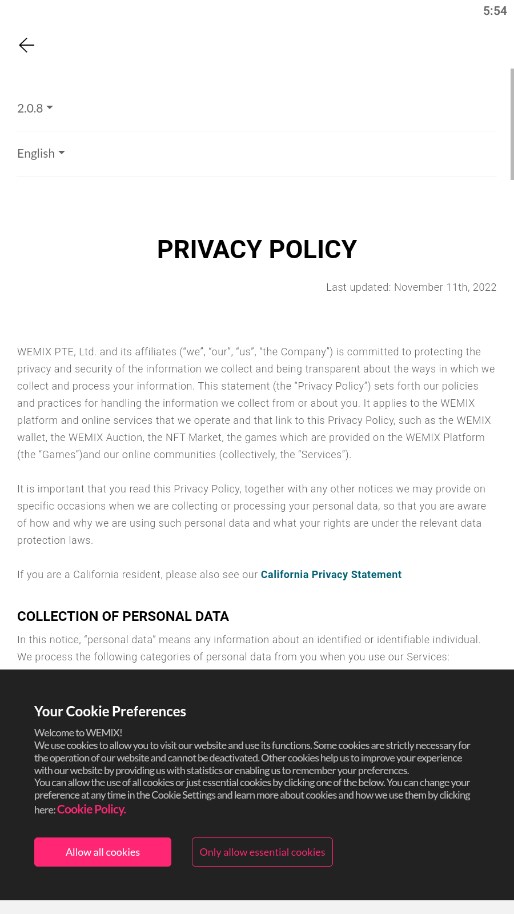 5:54
2.0.8
English
PRIVACY POLICY
Last updated: November 11th, 2022
WEMIX PTE, Ltd. and its affiliates (“we”, “our”, “us”, “the Company”) is committed to protecting the
privacy and security of the information we collect and being transparent about the ways in which we
collect and process your information. This statement (the “Privacy Policy”) sets forth our policies
and practices for handling the information we collect from or about you. It applies to the WEMIX
platform and online services that we operate and that link to this Privacy Policy, such as the WEMIX
wallet, the WEMIX Auction, the NFT Market, the games which are provided on the WEMIX Platform
(the “Games”)and our online communities (collectively, the “Services”).
It is important that you read this Privacy Policy, together with any other notices we may provide on
specific occasions when we are collecting or processing your personal data, so that you are aware
of how and why we are using such personal data and what your rights are under the relevant data
protection laws.
If you are a California resident, please also see our California Privacy Statement
COLLECTION OF PERSONAL DATA
In this notice, “personal data” means any information about an identified or identifiable individual.
We process the following categories of personal data from you when you use our Services:
Your Cookie Preferences
Welcome to WEMIX!
We use cookies to allow you to visit our website and use its functions. Some cookies are strictly necessary for
the operation of our website and cannot be deactivated. Other cookies help us to improve your experience
with our website by providing us with statistics or enabling us to remember your preferences.
You can allow the use of all cookies or just essential cookies by clicking one of the below. You can change your
preference at any time in the Cookie Settings and learn more about cookies and how we use them by clicking
here: Cookie Policy.
Allow all cookies
Only allow essential cookies